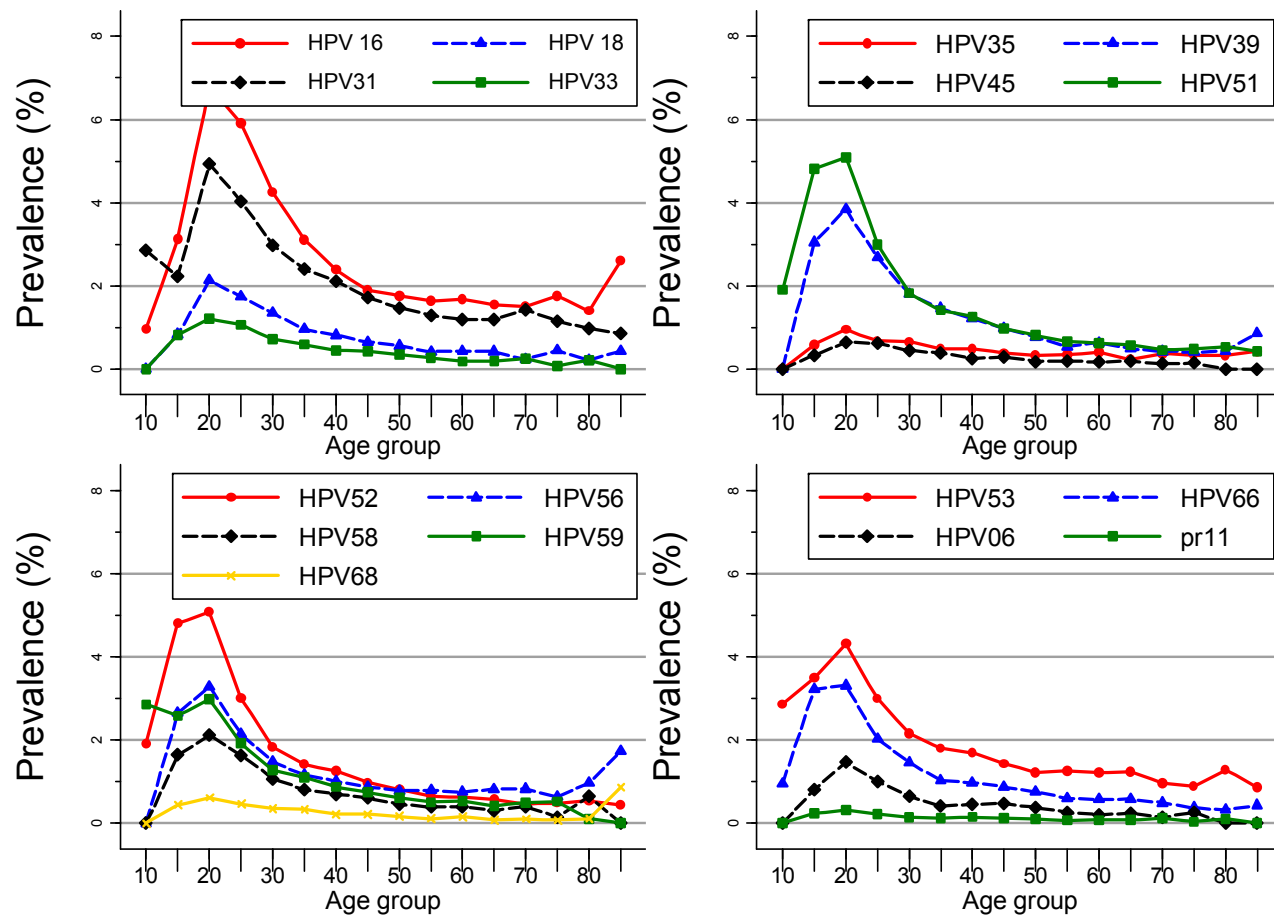 Prevalence (%)
8
6
4
2
0
HPV 16
HPV 18
HPV31
HPV33
10 20 30 40 50 60 70 80
Age group
Prevalence (%)
8
6
4
2
0
HPV35
HPV39
HPV45
HPV51
10 20 30 40 50 60 70 80
Age group
Prevalence (%)
8
6
4
2
0
HPV52
HPV56
HPV58
HPV59
HPV68
10 20 30 40 50 60 70 80
Age group
Prevalence (%)
8
6
4
2
0
HPV53
HPV66
HPV06
pr11
10 20 30 40 50 60 70 80
Age group